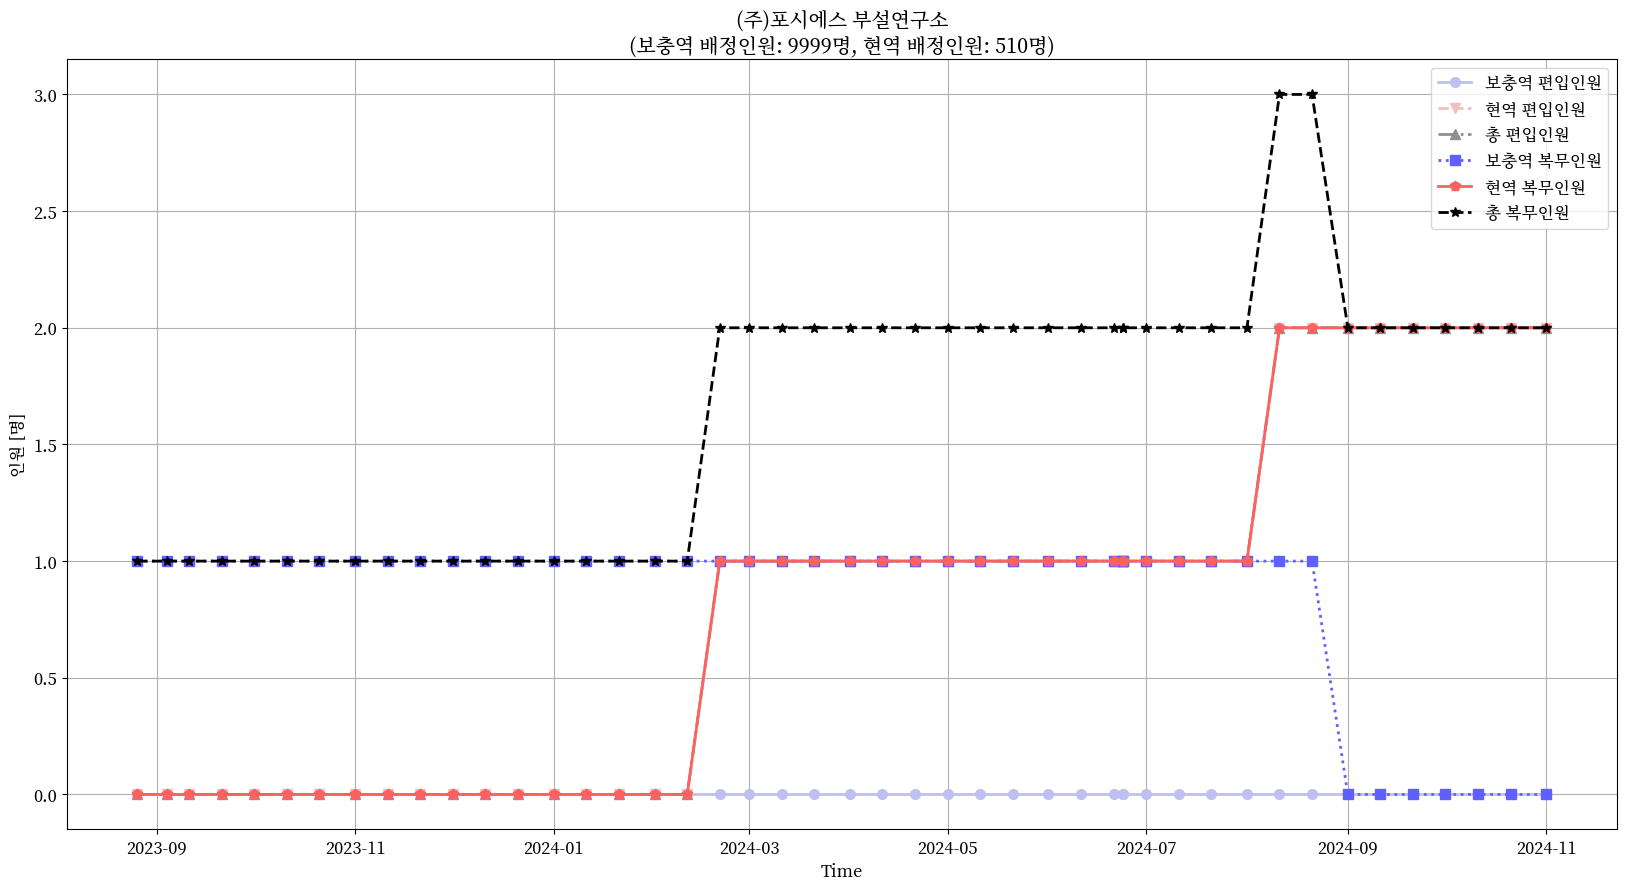 (주)포시에스 부설연구소
(보충역 배정인원: 9999명, 현역 배정인원: 510명)
보충역 편입인원
현역 편입인원
총 편입인원
보충역 복무인원
현역 복무인원
총 복무인원
인원 [명]
3.0
2.5
2.0
1.5
1.0
0.5
0.0
2023-09 2023-11 2024-01 2024-03 2024-05 2024-07 2024-09 2024-11
Time